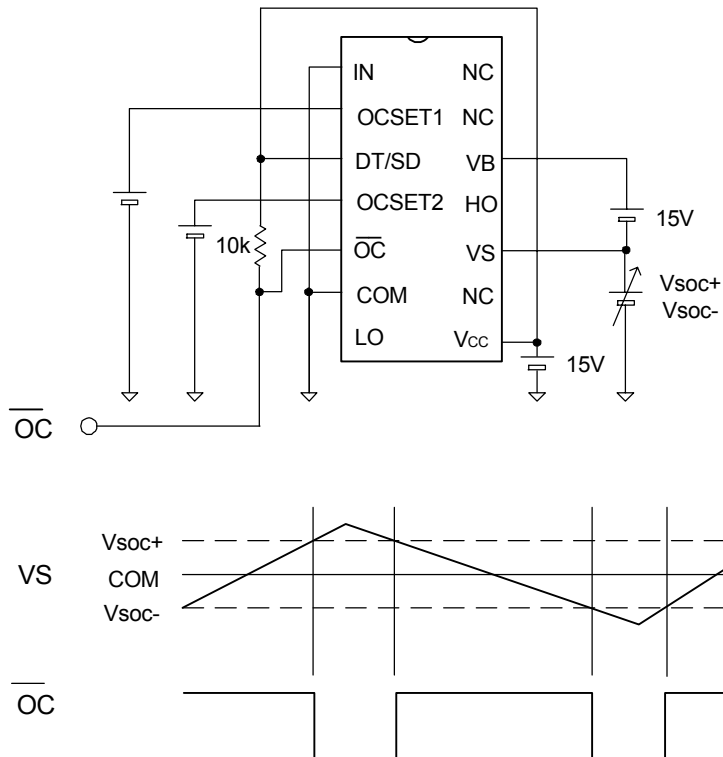 IN NC
OCSET1 NC
DT/SD VB
OCSET2 HO
15V
10k
OC VS
Vsoc+
COM NC
Vsoc-
LO VCC
15V
OC
Vsoc+
VS
COM
Vsoc-
OC